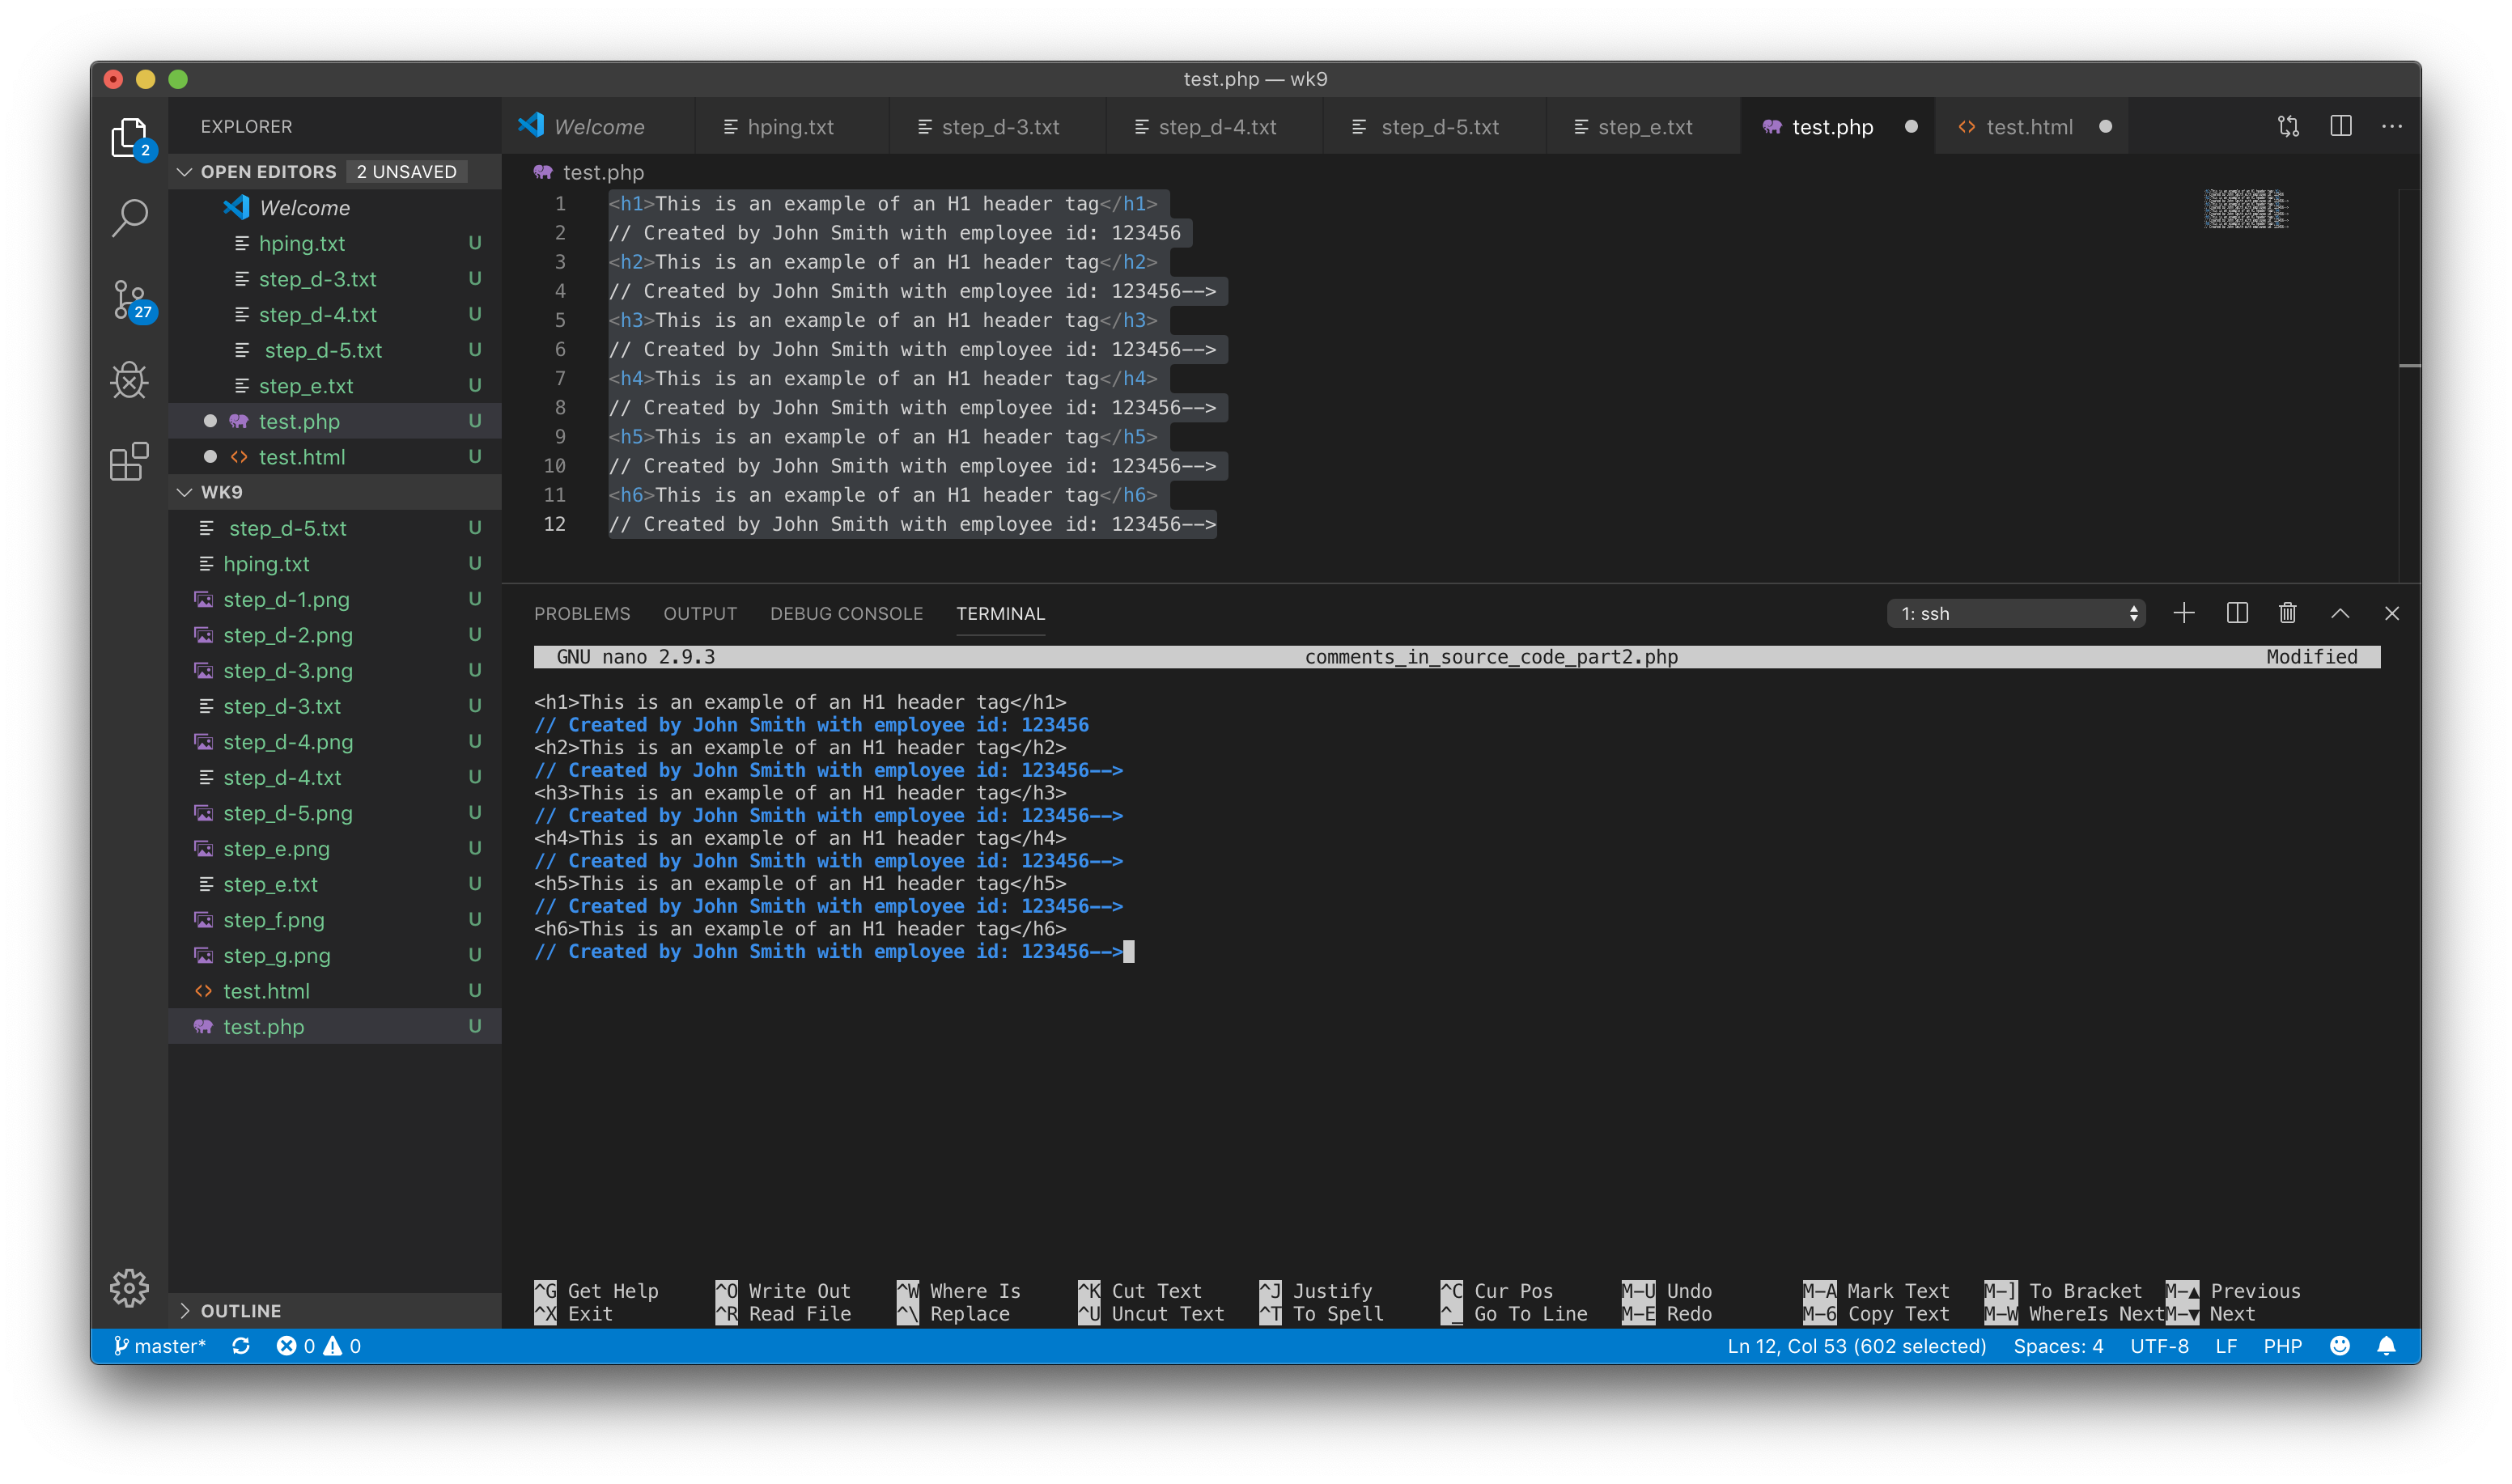 test.php — wk9
2
27
EXPLORER
OPEN EDITORS 2 UNSAVED
Welcome
hping.txt U
step_d-3.txt U
step_d-4.txt U
step_d-5.txt U
step_e.txt U
test.php U
test.html U
WK9
step_d-5.txt U
hping.txt U
step_d-1.png U
step_d-2.png U
step_d-3.png U
step_d-3.txt U
step_d-4.png U
step_d-4.txt U
step_d-5.png U
step_e.png U
step_e.txt U
step_f.png U
step_g.png U
test.html U
test.php U
OUTLINE
Welcome hping.txt step_d-3.txt step_d-4.txt step_d-5.txt step_e.txt test.php test.html
test.php
1 <h1>This is an example of an H1 header tag</h1>
2 // Created by John Smith with employee id: 123456
3 <h2>This is an example of an H1 header tag</h2>
4 // Created by John Smith with employee id: 123456-->
5 <h3>This is an example of an H1 header tag</h3>
6 // Created by John Smith with employee id: 123456-->
7 <h4>This is an example of an H1 header tag</h4>
8 // Created by John Smith with employee id: 123456-->
9 <h5>This is an example of an H1 header tag</h5>
10 // Created by John Smith with employee id: 123456-->
11 <h6>This is an example of an H1 header tag</h6>
12 // Created by John Smith with employee id: 123456-->
PROBLEMS OUTPUT DEBUG CONSOLE TERMINAL 1: ssh
GNU nano 2.9.3 comments_in_source_code_part2.php Modified
<h1>This is an example of an H1 header tag</h1>
// Created by John Smith with employee id: 123456
<h2>This is an example of an H1 header tag</h2>
// Created by John Smith with employee id: 123456-->
<h3>This is an example of an H1 header tag</h3>
// Created by John Smith with employee id: 123456-->
<h4>This is an example of an H1 header tag</h4>
// Created by John Smith with employee id: 123456-->
<h5>This is an example of an H1 header tag</h5>
// Created by John Smith with employee id: 123456-->
<h6>This is an example of an H1 header tag</h6>
// Created by John Smith with employee id: 123456-->
^G Get Help ^O Write Out ^W Where Is ^K Cut Text ^J Justify ^C Cur Pos M-U Undo M-A Mark Text M-] To Bracket M-▲ Previous
^X Exit ^R Read File ^\ Replace ^U Uncut Text ^T To Spell ^_ Go To Line M-E Redo M-6 Copy Text M-W WhereIs Next M-▼ Next
master* 0 0 Ln 12, Col 53 (602 selected) Spaces: 4 UTF-8 LF PHP